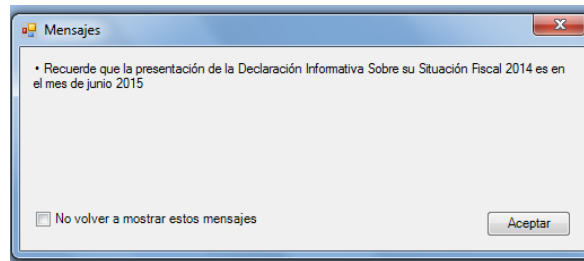 Mensajes
• Recuerde que la presentación de la Declaración Informativa Sobre su Situación Fiscal 2014 es en
el mes de junio 2015
No volver a mostrar estos mensajes
Aceptar